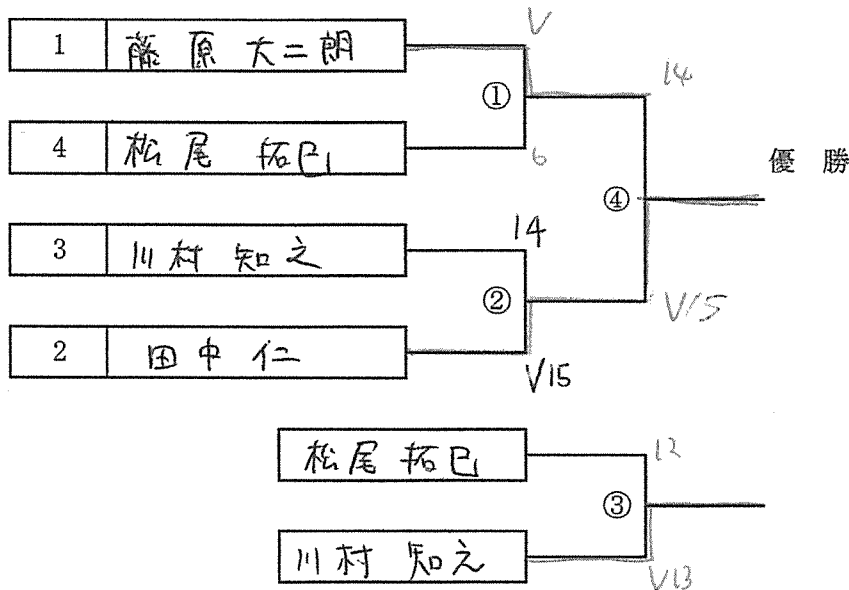 V
1 藤原 大二朗
14
①
4 松尾 拓巳
6
優勝
④
14
3 川村 知之
②
V15
2 田中 仁
V15
松尾 拓巳
12
③
川村 知之
V13